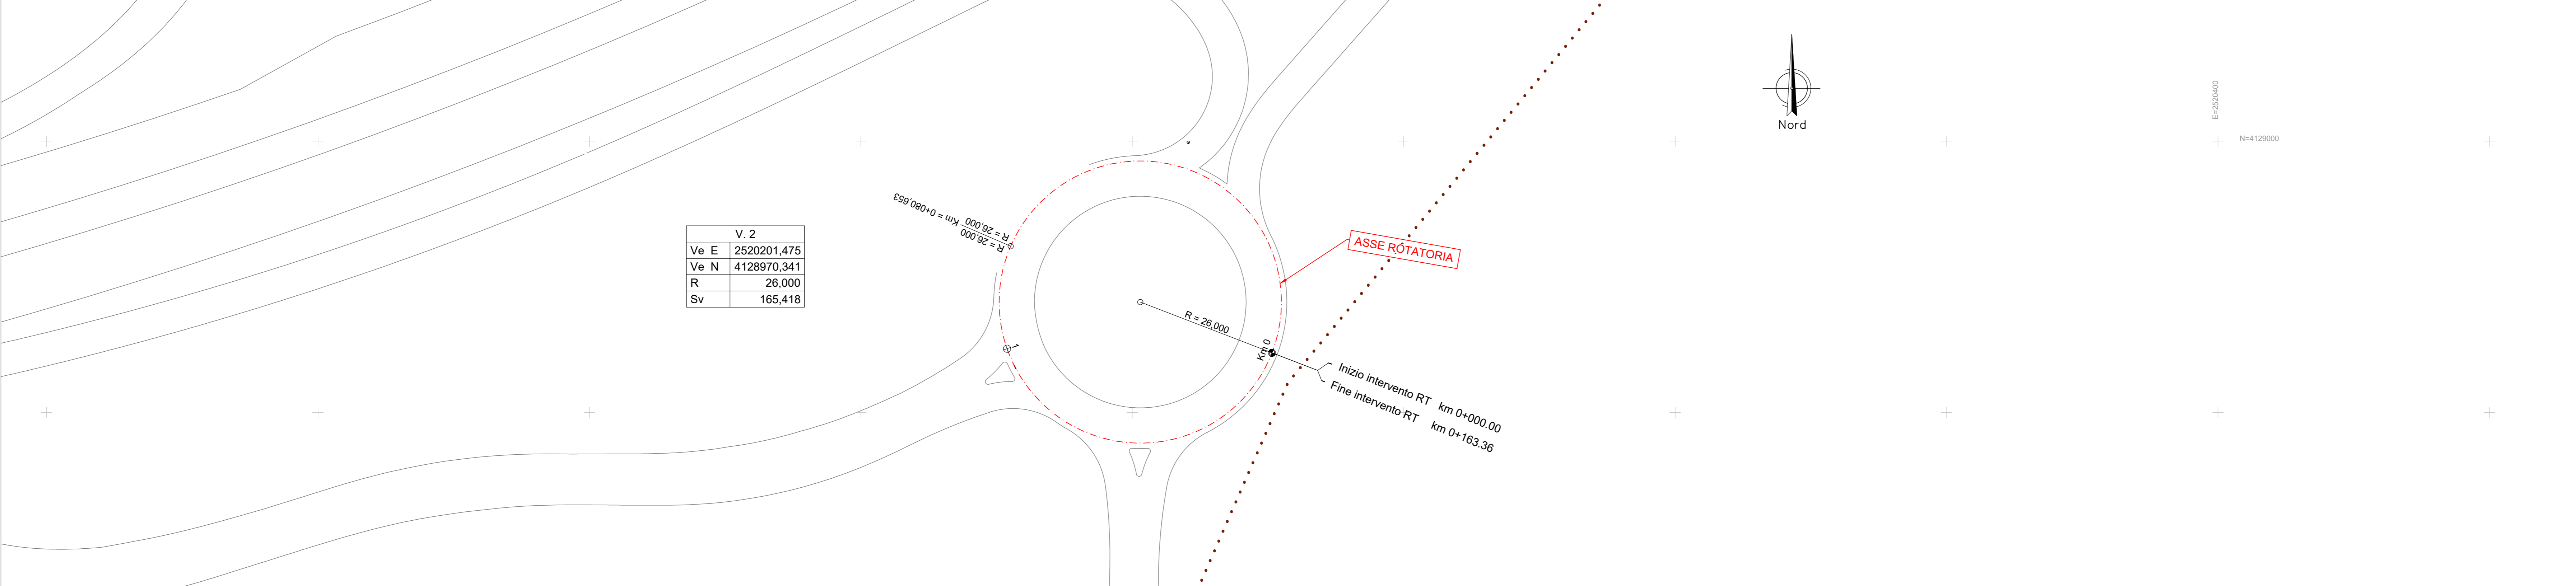 Nord
E=2520400
N=4129000
R = 26,000
R = 26,000
Km = 0+080.653
V. 2
Ve E 2520201,475
Ve N 4128970,341
R 26,000
Sv 165,418
ASSE ROTATORIA
R = 26,000
Km 0
1
Inizio intervento RT km 0+000.00
Fine intervento RT km 0+163.36